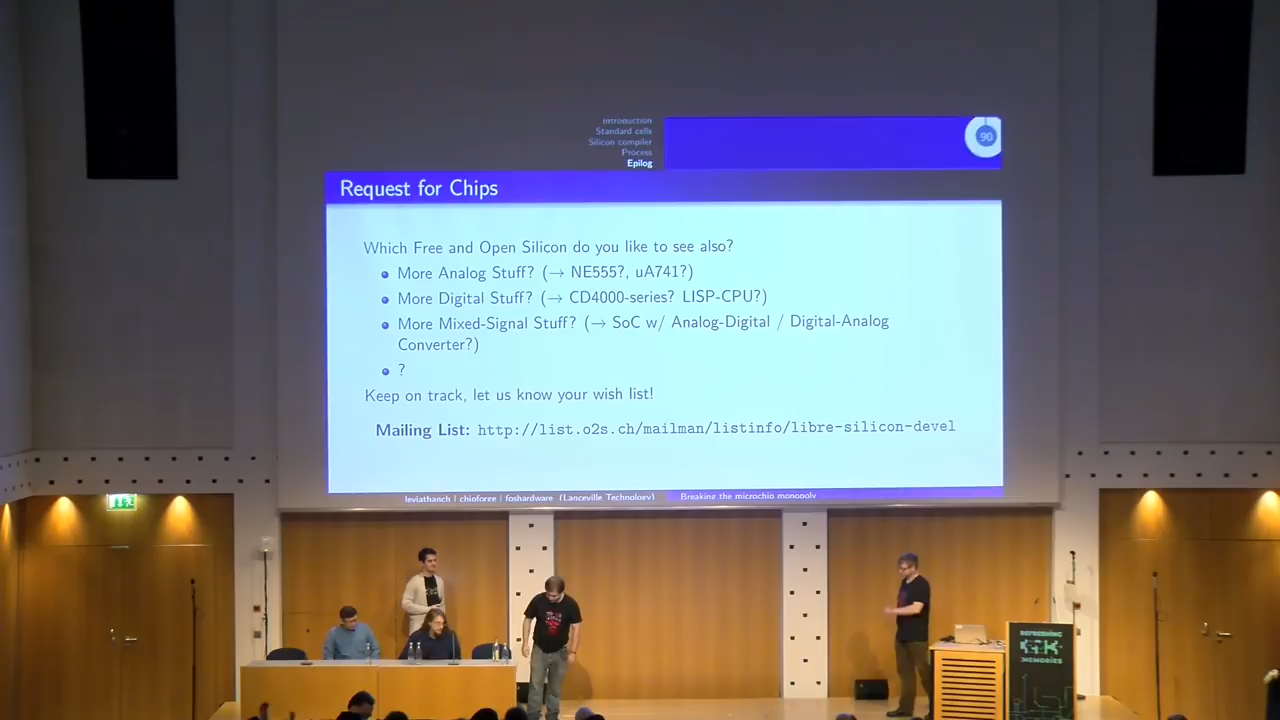 Introduction
Standard cells
Silicon compiler
Process
Epilog
90
Request for Chips
Which Free and Open Silicon do you like to see also?
More Analog Stuff? (→ NE555?, uA741?)
More Digital Stuff? (→ CD4000-series? LISP-CPU?)
More Mixed-Signal Stuff? (→ SoC w/ Analog-Digital / Digital-Analog
Converter?)
?
Keep on track, let us know your wish list!
Mailing List: http://list.o2s.ch/mailman/listinfo/libre-silicon-devel
leviathanch | chipforge | foshardware (Lanceville Technology)
Breaking the microchip monopoly
REFRESHING
MEMORIES